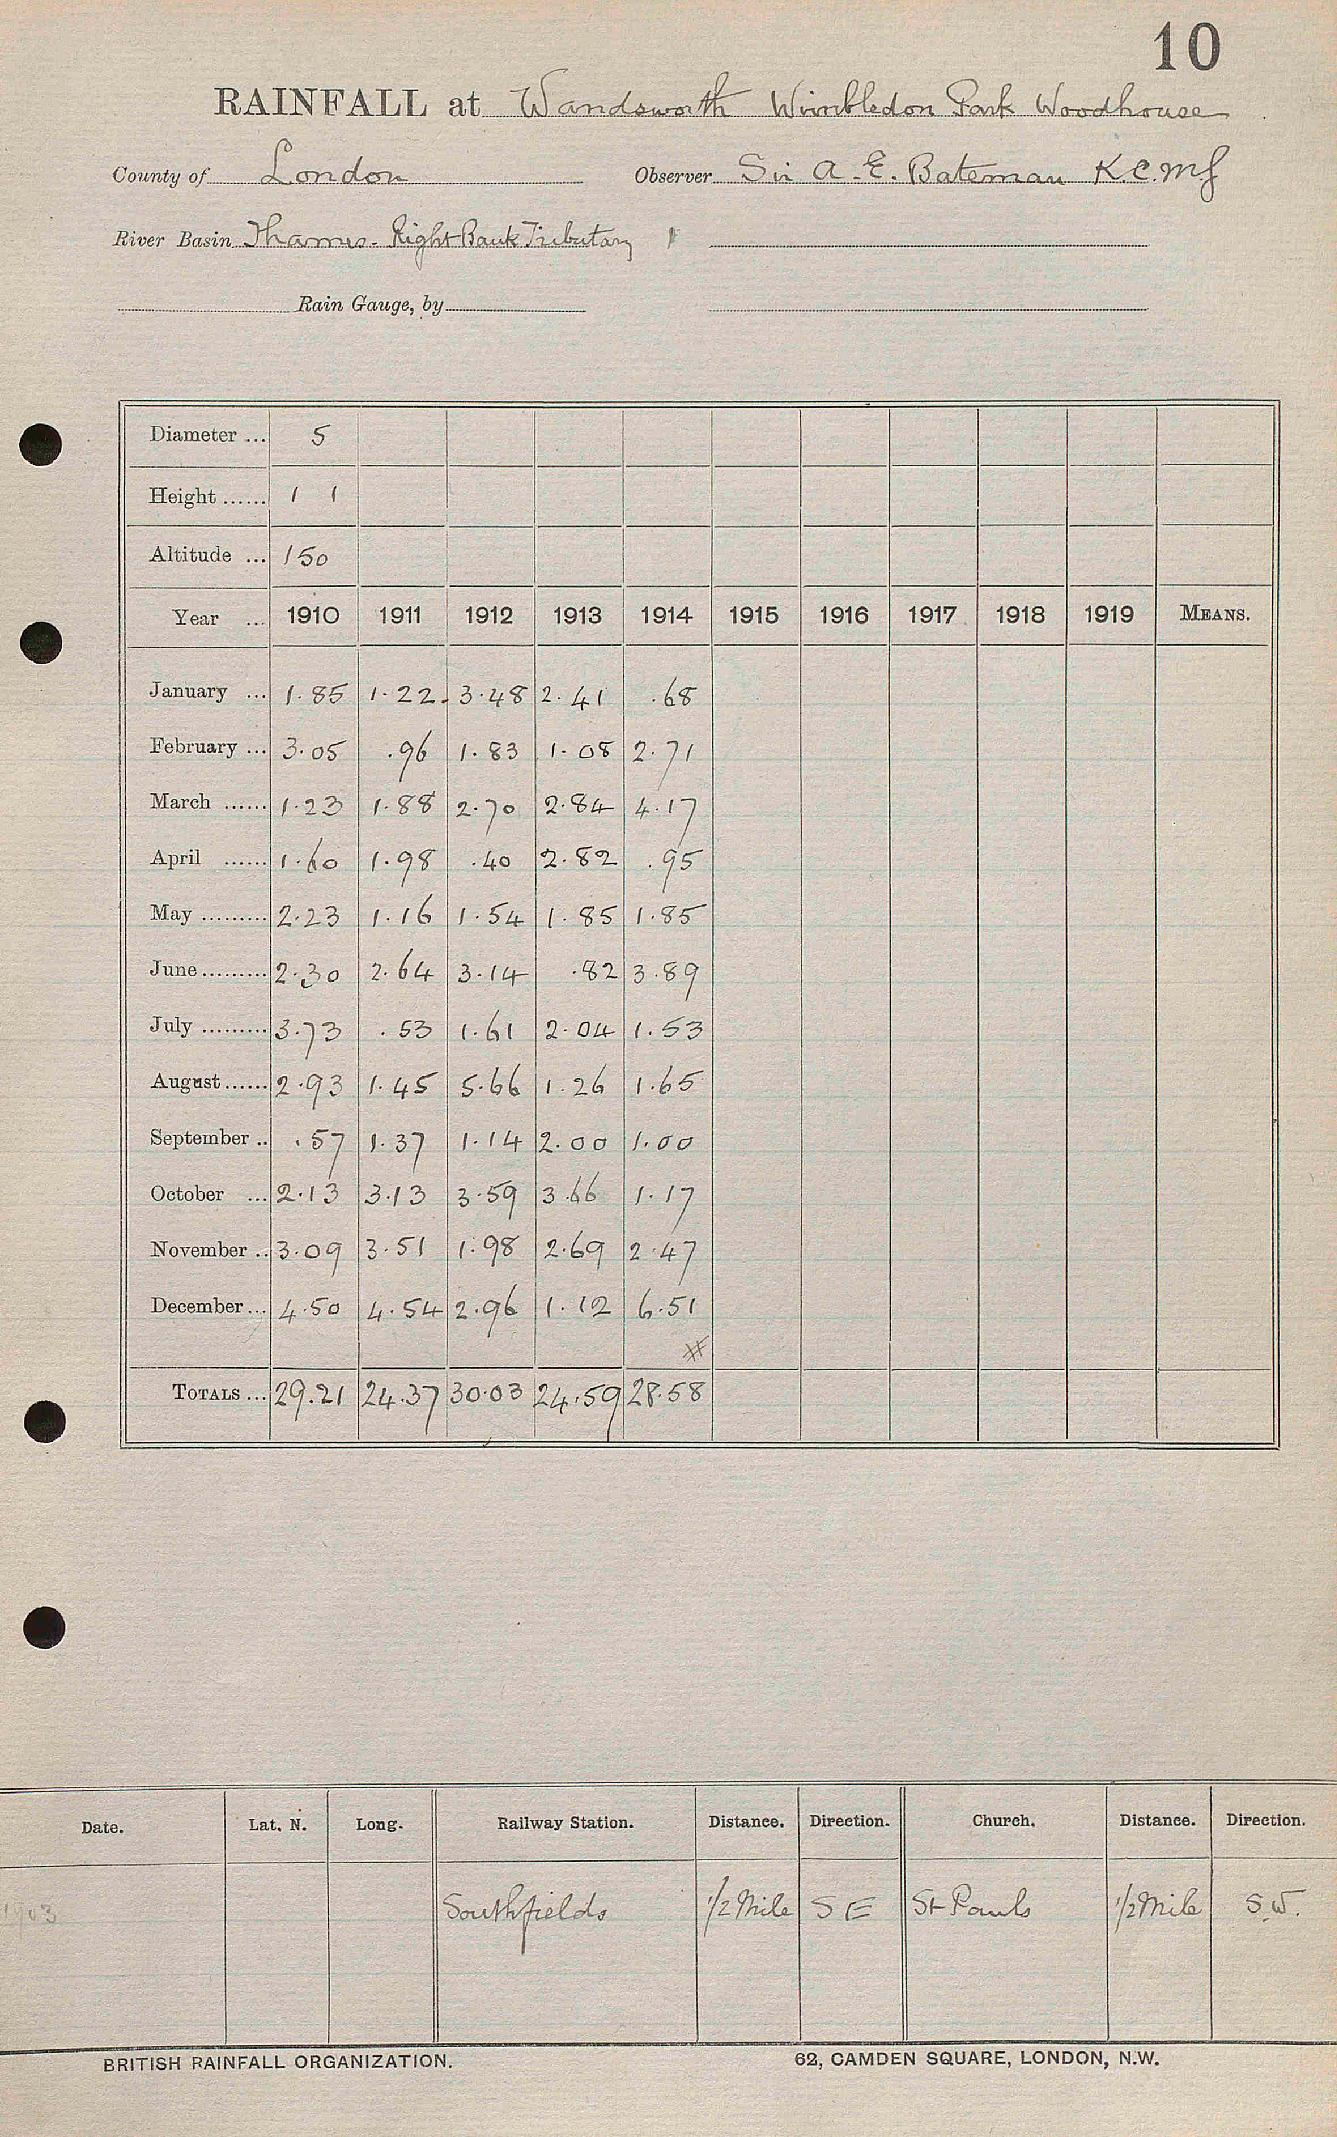 10
RAINFALL at Wandsworth Wimbledon Park Woodhouse
County of London Observer Sir A. E. Bateman K.C.M.G
River Basin Thames - Right Bank Tributary
Rain Gauge, by
Diameter ... 5
Height ...... 1 1
Altitude ... 150
Year ... 1910 1911 1912 1913 1914 1915 1916 1917 1918 1919 MEANS.
January ... 1.85 1.22 3.48 2.41 .68
February ... 3.05 .96 1.83 1.08 2.71
March ...... 1.23 1.88 2.70 2.84 4.17
April ...... 1.60 1.98 .40 2.82 .95
May ......... 2.23 1.16 1.54 1.85 1.85
June ......... 2.30 2.64 3.14 .82 3.89
July ......... 3.73 .53 1.61 2.04 1.53
August ...... 2.93 1.45 5.66 1.26 1.65
September .. .57 1.37 1.14 2.00 1.00
October ... 2.13 3.13 3.59 3.66 1.17
November .. 3.09 3.51 1.98 2.69 2.47
December ... 4.50 4.54 2.96 1.12 6.51
TOTALS ... 29.21 24.37 30.03 24.59 28.58
Date. Lat. N. Long. Railway Station. Distance. Direction. Church. Distance. Direction.
1903 Southfields 1/2 Mile S E St Pauls 1/2 Mile S.W.
BRITISH RAINFALL ORGANIZATION. 62, CAMDEN SQUARE, LONDON, N.W.